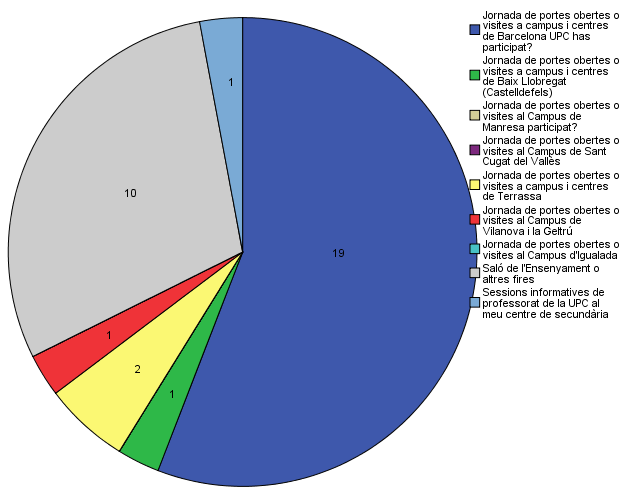 Jornada de portes obertes o
visites a campus i centres
de Barcelona UPC has
participat?
Jornada de portes obertes o
visites a campus i centres
de Baix Llobregat
(Castelldefels)
Jornada de portes obertes o
visites al Campus de
Manresa participat?
Jornada de portes obertes o
visites al Campus de Sant
Cugat del Vallès
Jornada de portes obertes o
visites a campus i centres
de Terrassa
Jornada de portes obertes o
visites al Campus de
Vilanova i la Geltrú
Jornada de portes obertes o
visites al Campus d'Igualada
Saló de l'Ensenyament o
altres fires
Sessions informatives de
professorat de la UPC al
meu centre de secundària
1
10
19
1
2
1